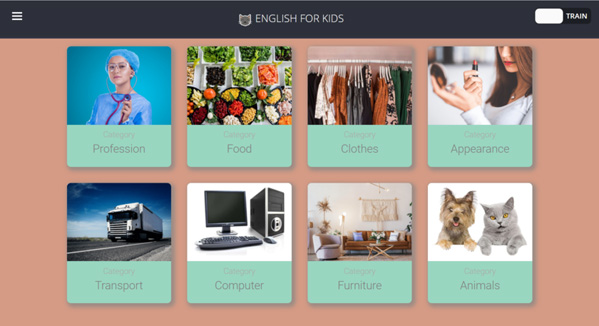 ENGLISH FOR KIDS
TRAIN
Category
Profession
Category
Food
Category
Clothes
Category
Appearance
Category
Transport
Category
Computer
Category
Furniture
Category
Animals